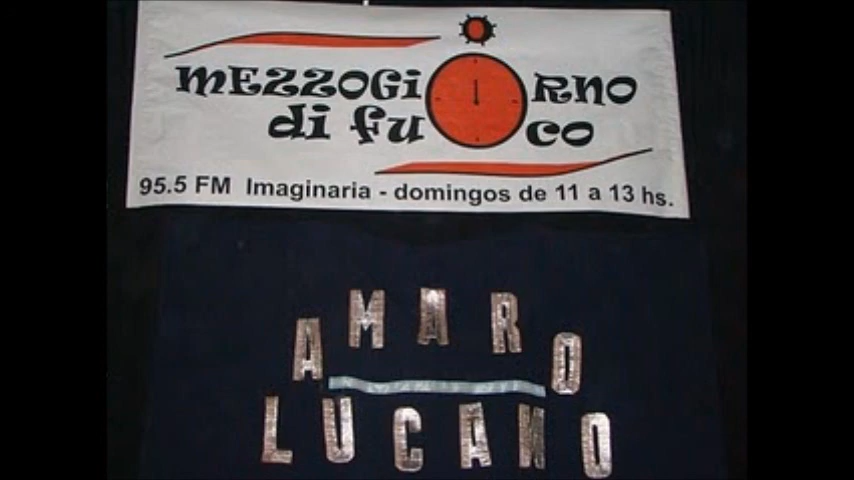 MEZZOGIORNO
di fuoco
95.5 FM Imaginaria - domingos de 11 a 13 hs.
AMARO
LUCANO